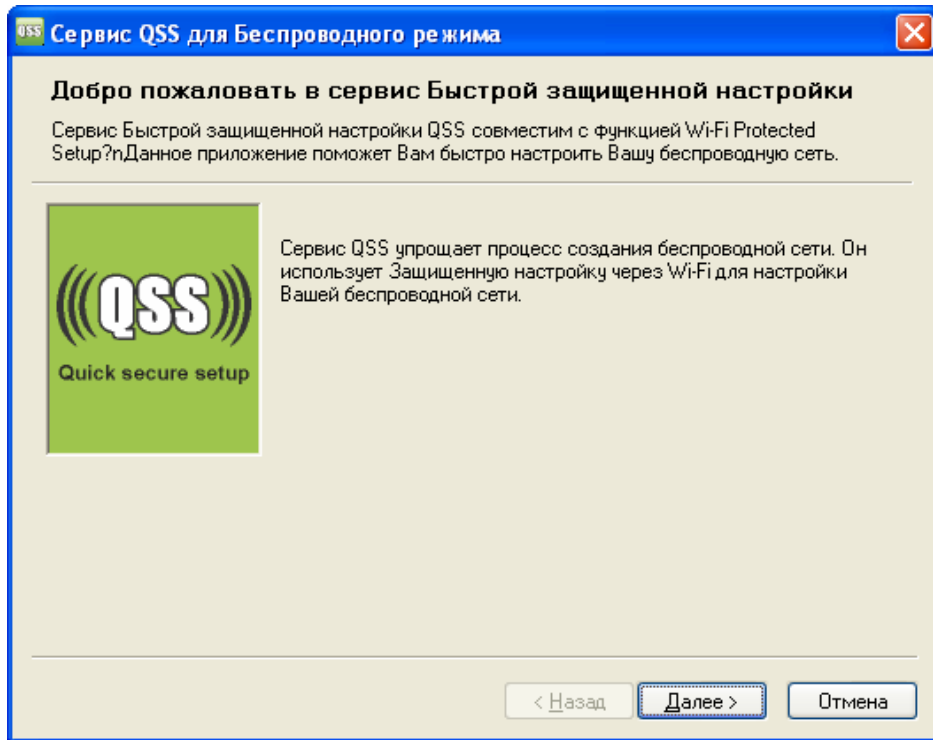 QSS Сервис QSS для Беспроводного режима
Добро пожаловать в сервис Быстрой защищенной настройки
Сервис Быстрой защищенной настройки QSS совместим с функцией Wi-Fi Protected
Setup?nДанное приложение поможет Вам быстро настроить Вашу беспроводную сеть.
(((QSS)))
Quick secure setup
Сервис QSS упрощает процесс создания беспроводной сети. Он
использует Защищенную настройку через Wi-Fi для настройки
Вашей беспроводной сети.
< Назад Далее > Отмена